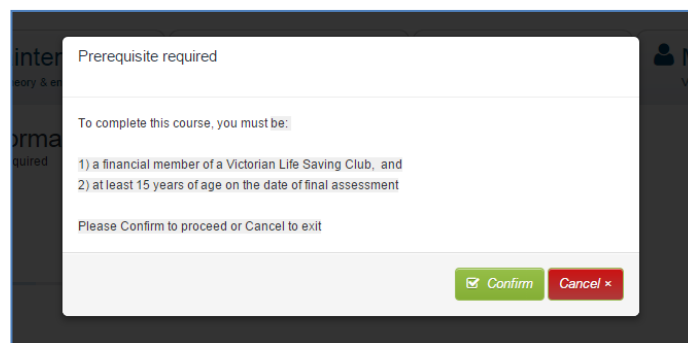 Prerequisite required
To complete this course, you must be:
1) a financial member of a Victorian Life Saving Club, and
2) at least 15 years of age on the date of final assessment
Please Confirm to proceed or Cancel to exit
Confirm
Cancel ×